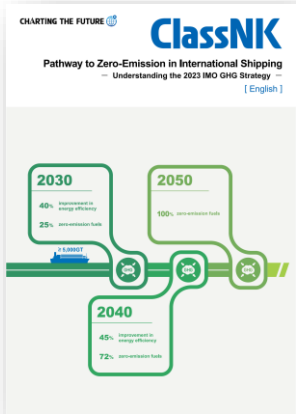 CHARTING THE FUTURE
ClassNK
Pathway to Zero-Emission in International Shipping
— Understanding the 2023 IMO GHG Strategy —
[ English ]
2030
40% improvement in
energy efficiency
25% zero-emission fuels
2050
100% zero-emission fuels
≥ 5,000GT
GHG
GHG
GHG
2040
45% improvement in
energy efficiency
72% zero-emission fuels